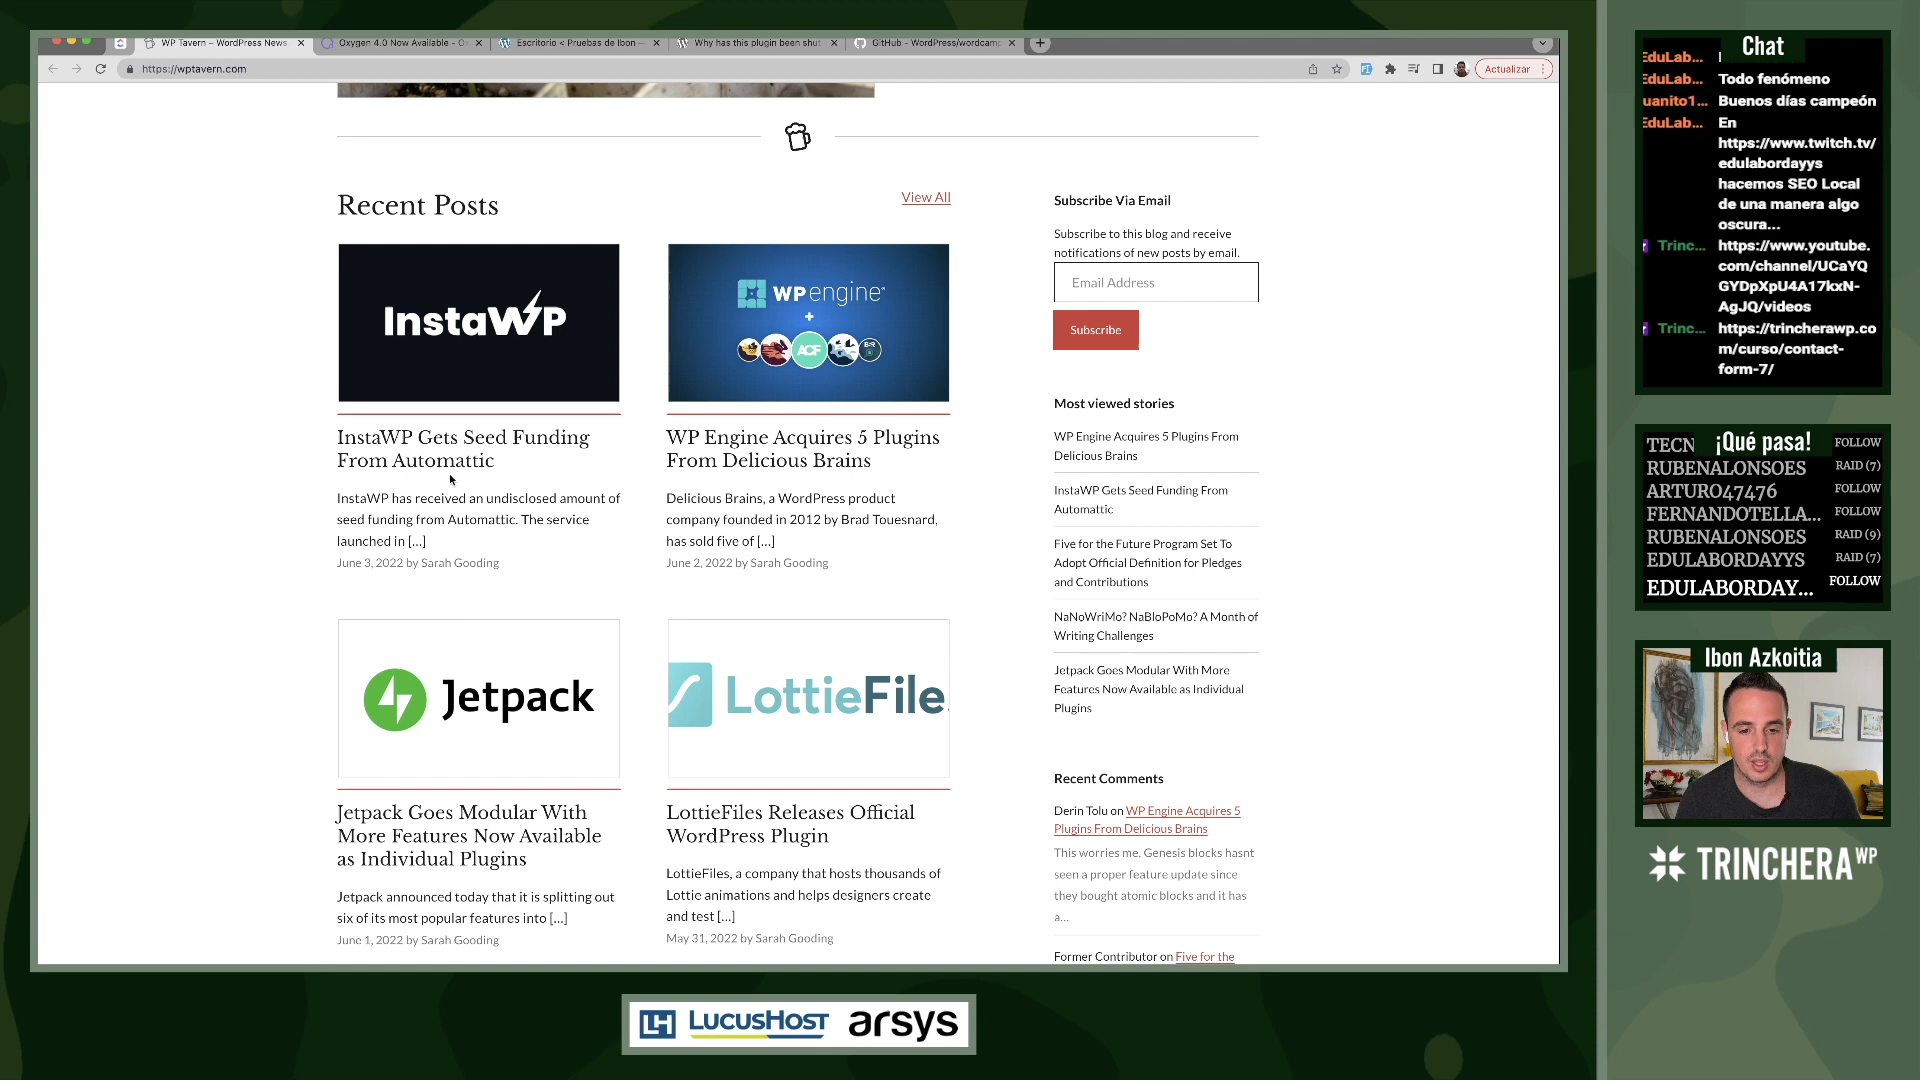 WP Tavern – WordPress News
Oxygen 4.0 Now Available - O
Escritorio < Pruebas de Ibon —
Why has this plugin been shut
GitHub - WordPress/wordcamp
https://wptavern.com
Actualizar
Recent Posts
View All
InstaWP
WP engine
+
ACF
InstaWP Gets Seed Funding
From Automattic
InstaWP has received an undisclosed amount of
seed funding from Automattic. The service
launched in [...]
June 3, 2022 by Sarah Gooding
WP Engine Acquires 5 Plugins
From Delicious Brains
Delicious Brains, a WordPress product
company founded in 2012 by Brad Touesnard,
has sold five of [...]
June 2, 2022 by Sarah Gooding
Jetpack
LottieFile
Jetpack Goes Modular With
More Features Now Available
as Individual Plugins
Jetpack announced today that it is splitting out
six of its most popular features into [...]
June 1, 2022 by Sarah Gooding
LottieFiles Releases Official
WordPress Plugin
LottieFiles, a company that hosts thousands of
Lottie animations and helps designers create
and test [...]
May 31, 2022 by Sarah Gooding
Subscribe Via Email
Subscribe to this blog and receive
notifications of new posts by email.
Email Address
Subscribe
Most viewed stories
WP Engine Acquires 5 Plugins From
Delicious Brains
InstaWP Gets Seed Funding From
Automattic
Five for the Future Program Set To
Adopt Official Definition for Pledges
and Contributions
NaNoWriMo? NaBloPoMo? A Month of
Writing Challenges
Jetpack Goes Modular With More
Features Now Available as Individual
Plugins
Recent Comments
Derin Tolu on WP Engine Acquires 5
Plugins From Delicious Brains
This worries me. Genesis blocks hasnt
seen a proper feature update since
they bought atomic blocks and it has
a...
Former Contributor on Five for the
Chat
EduLab...
EduLab... Todo fenómeno
uanito1... Buenos días campeón
EduLab... En
https://www.twitch.tv/
edulabordayys
hacemos SEO Local
de una manera algo
oscura...
Trinc... https://www.youtube.
com/channel/UCaYQ
GYDpXpU4A17kxN-
AgJQ/videos
Trinc... https://trincherawp.co
m/curso/contact-
form-7/
¡Qué pasa!
TECN FOLLOW
RUBENALONSOES RAID (7)
ARTURO47476 FOLLOW
FERNANDOTELLA... FOLLOW
RUBENALONSOES RAID (9)
EDULABORDAYYS RAID (7)
EDULABORDAY... FOLLOW
Ibon Azkoitia
TRINCHERA WP
LH LUCUSHOST arsys